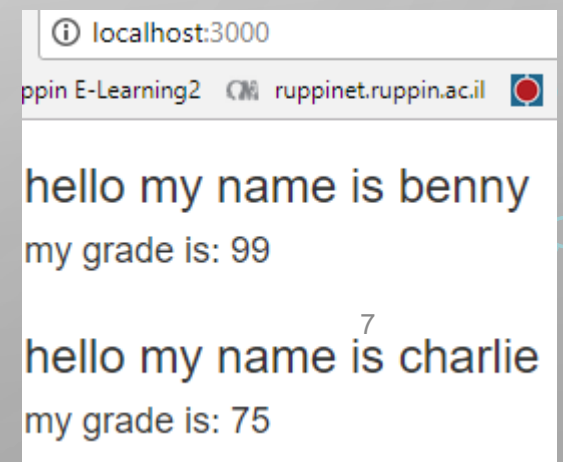 localhost:3000
ppin E-Learning2 ruppinet.ruppin.ac.il
hello my name is benny
my grade is: 99
7
hello my name is charlie
my grade is: 75